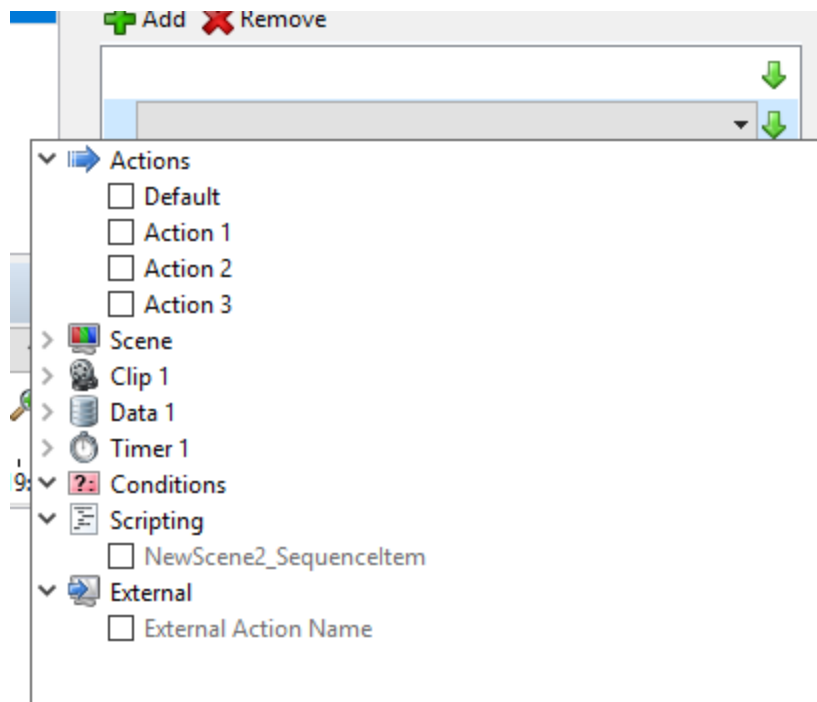 Add Remove
Actions
Default
Action 1
Action 2
Action 3
Scene
Clip 1
Data 1
Timer 1
9:
?: Conditions
Scripting
NewScene2_SequenceItem
External
External Action Name